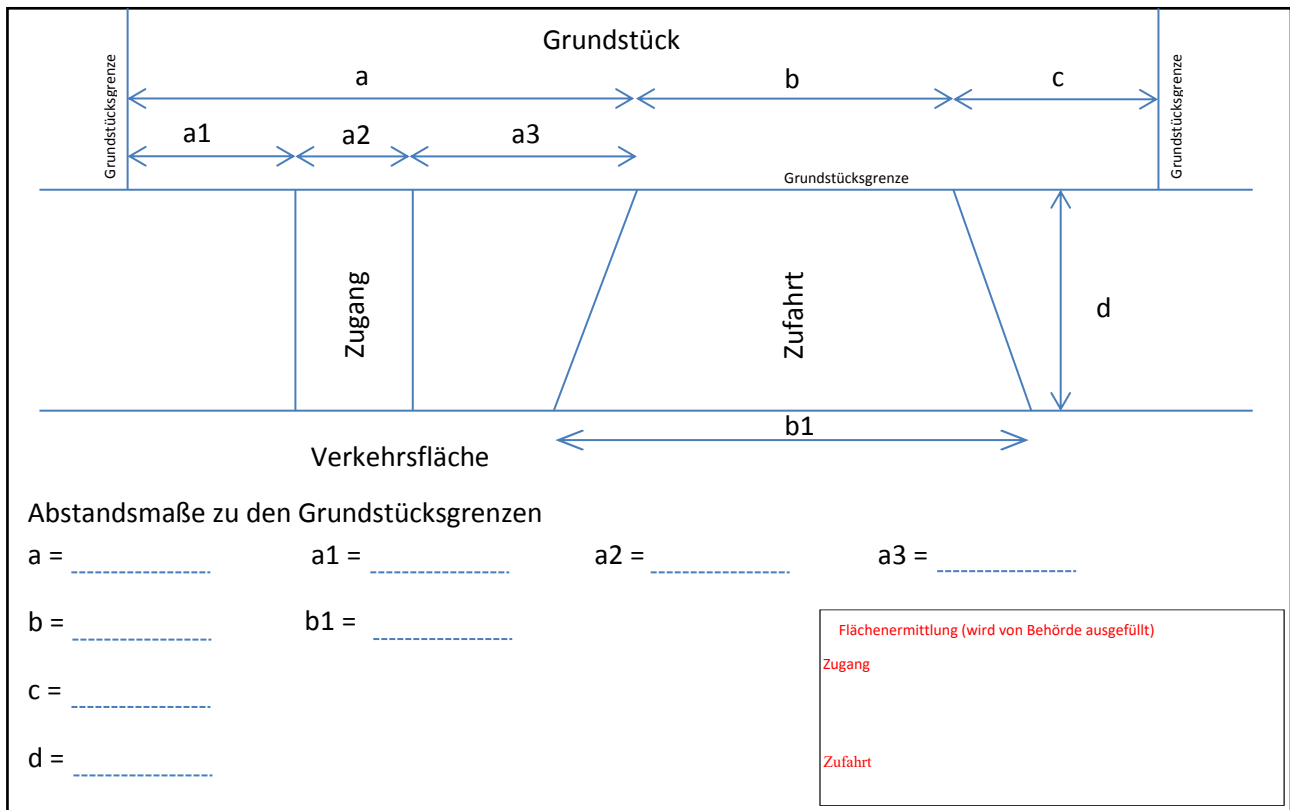 Grundstück
Grundstücksgrenze
a
b
c
Grundstücksgrenze
a1
a2
a3
Grundstücksgrenze
Zugang
Zufahrt
d
b1
Verkehrsfläche
Abstandsmaße zu den Grundstücksgrenzen
a = a1 = a2 = a3 =
b = b1 =
c =
d =
Flächenermittlung (wird von Behörde ausgefüllt)
Zugang
Zufahrt